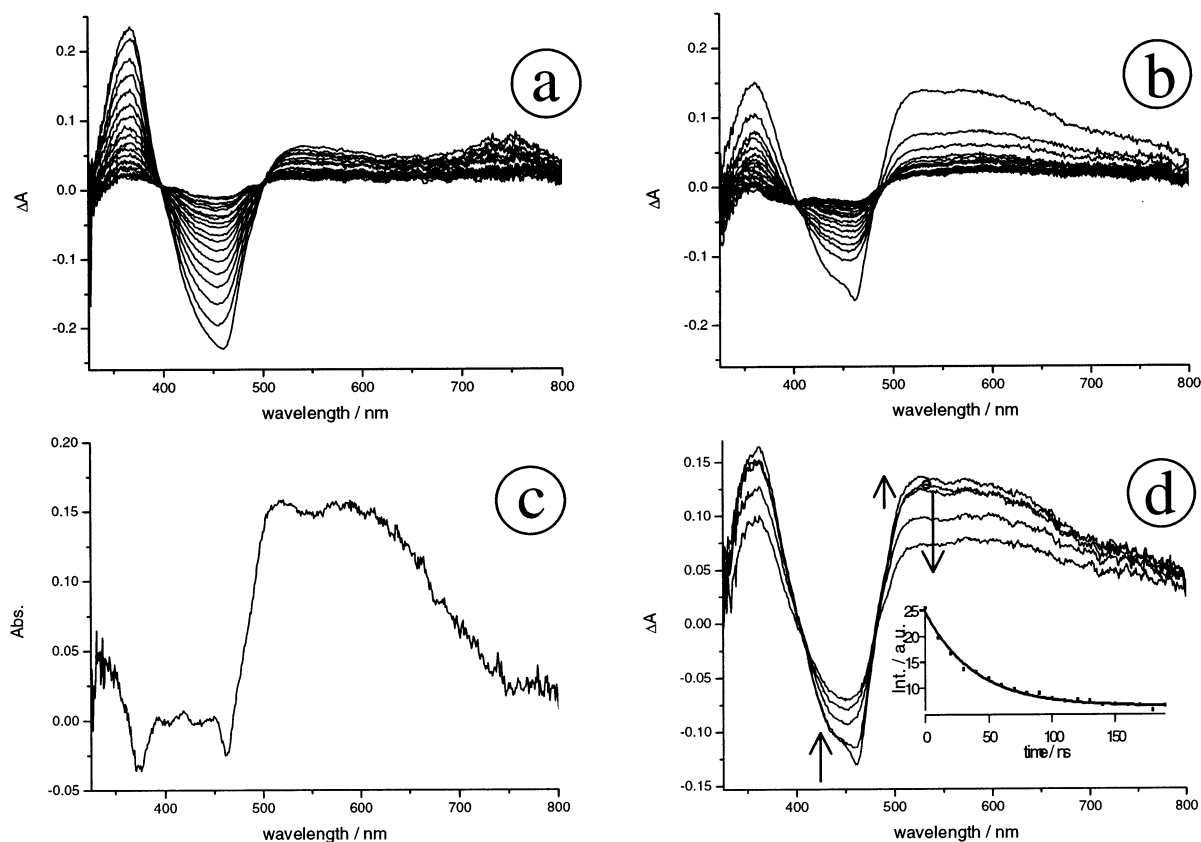 a
0.2
0.1
0.0
-0.1
-0.2
ΔA
400 500 600 700 800
wavelength / nm
b
0.2
0.1
0.0
-0.1
-0.2
ΔA
400 500 600 700 800
wavelength / nm
c
0.20
0.15
0.10
0.05
0.00
-0.05
Abs.
400 500 600 700 800
wavelength / nm
d
0.15
0.10
0.05
0.00
-0.05
-0.10
-0.15
ΔA
400 500 600 700 800
wavelength / nm
25
20
15
10
Int. / a.u.
0 50 100 150
time / ns